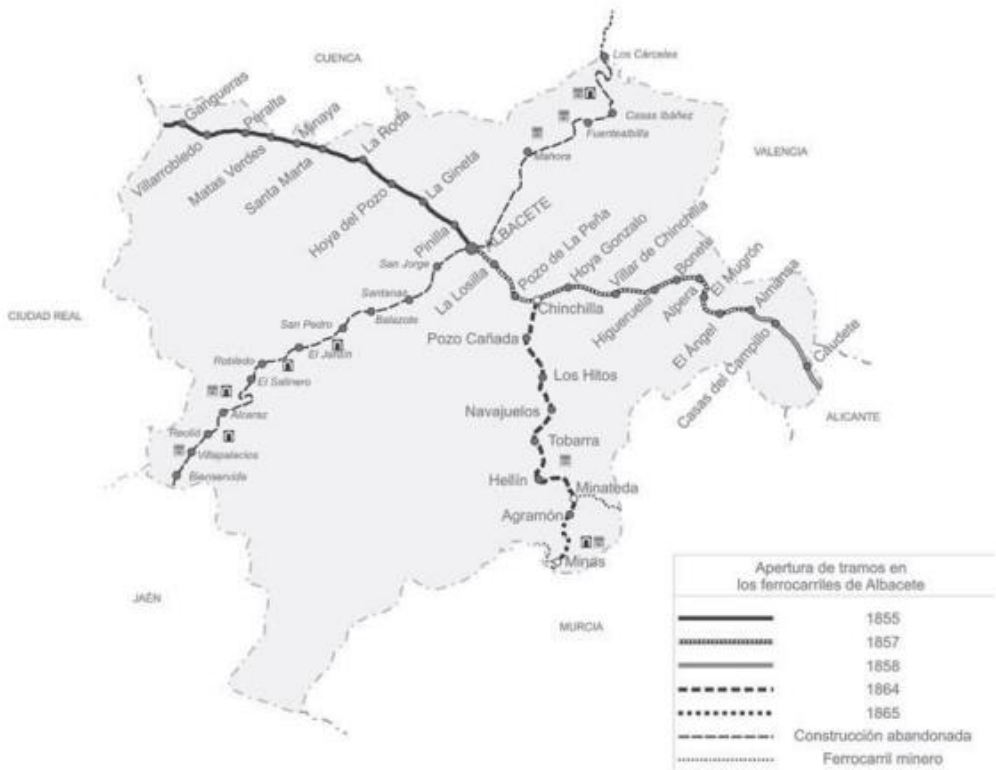 CUENCA
Los Cárceles
Gangueras
Peralta
Minaya
La Roda
Casas Ibáñez
Fuentealbilla
VALENCIA
Mahora
Villarrobledo
Matas Verdes
Santa Marta
La Gineta
Hoya del Pozo
ALBACETE
Pinilla
Pozo de La Peña
Hoya Gonzalo
Villar de Chinchilla
Bonete
El Mugrón
Almansa
San Jorge
La Losilla
Santanas
Chinchilla
Higueruela
Alpera
CIUDAD REAL
Balazote
San Pedro
Pozo Cañada
El Ángel
Casas del Campillo
Caudete
El Jardín
Robledo
El Salinero
Los Hitos
Alcaraz
Navajuelos
ALICANTE
Reolid
Tobarra
Villapalacios
Bienservida
Hellín
Minateda
Agramón
Minas
JAÉN
MURCIA
Apertura de tramos en
los ferrocarriles de Albacete
1855
1857
1858
1864
1865
Construcción abandonada
Ferrocarril minero